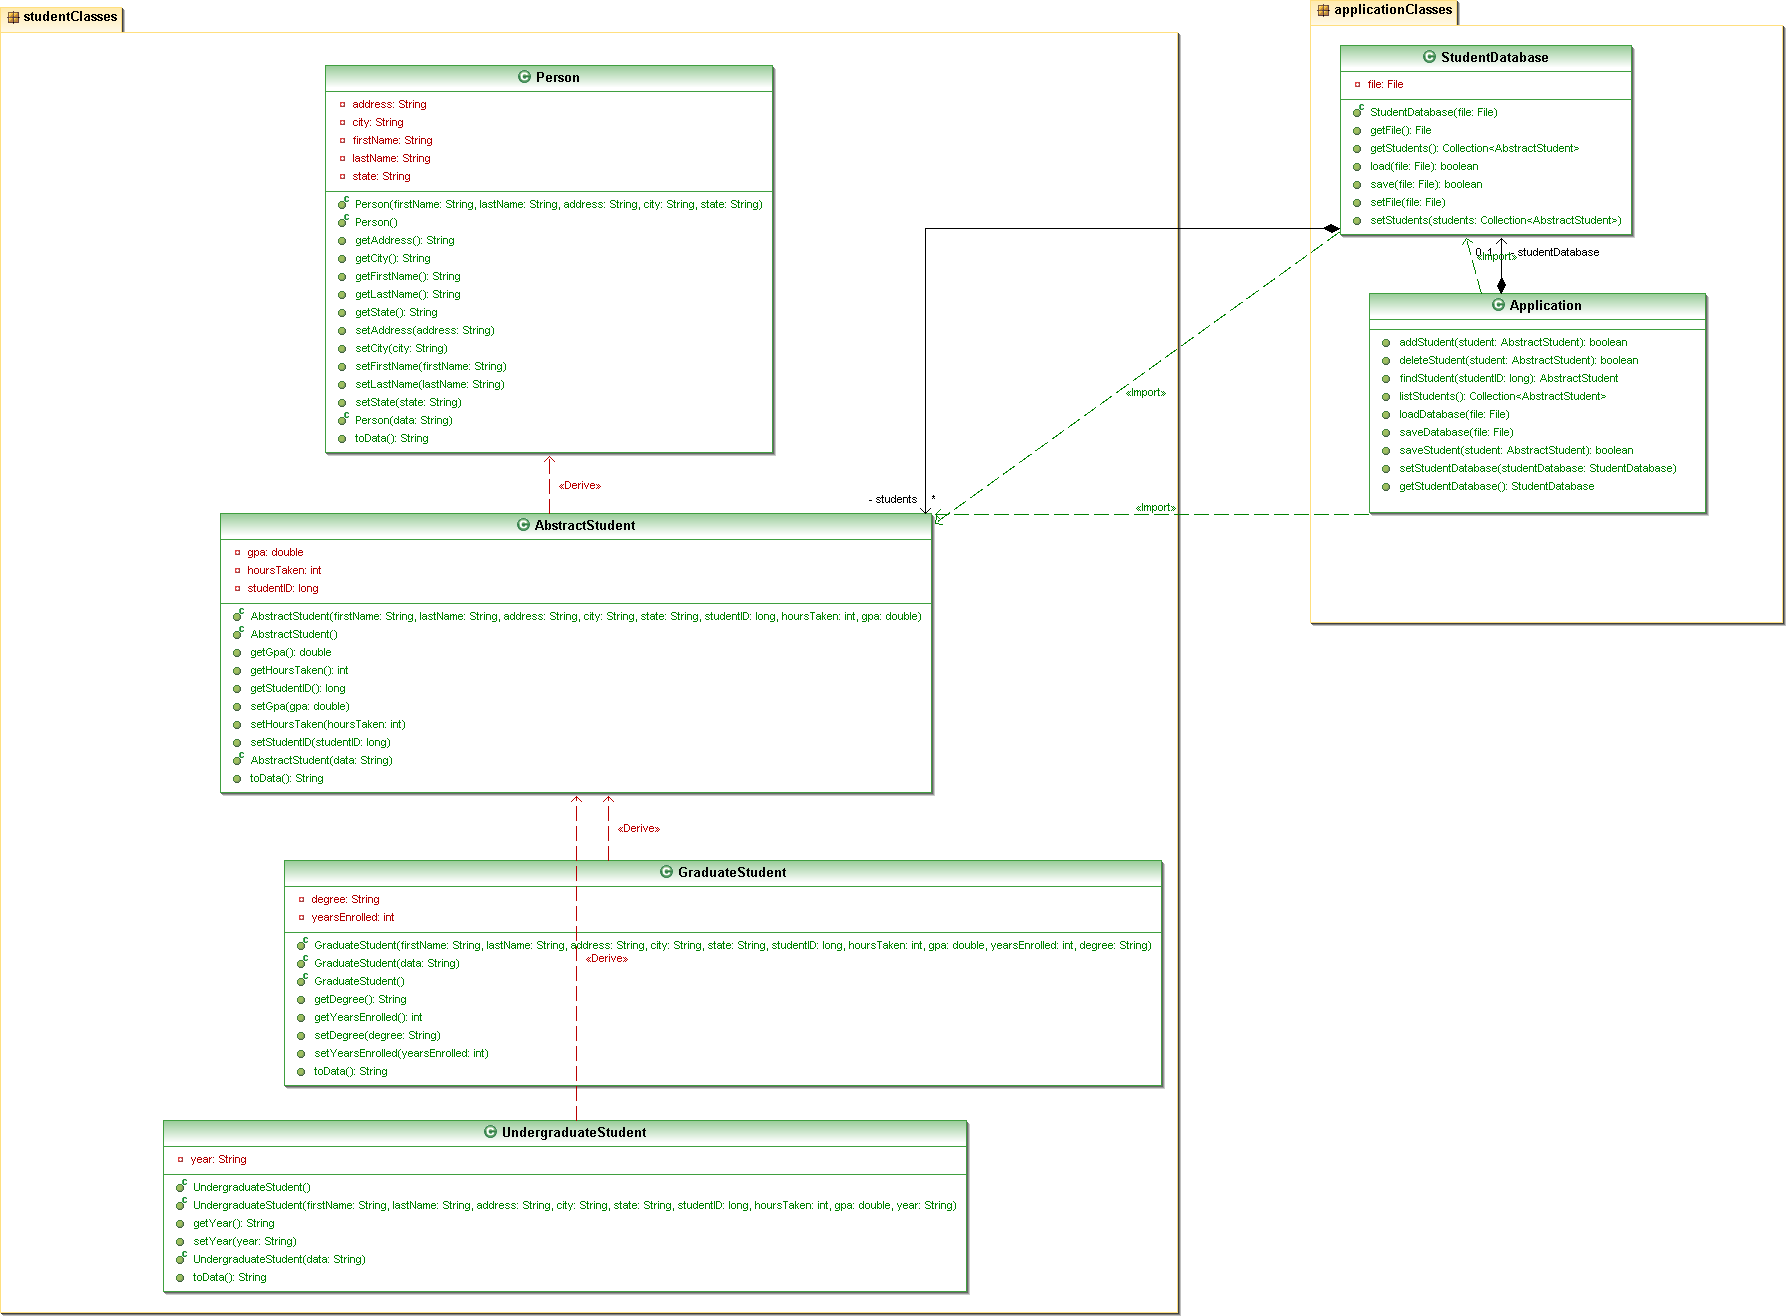 studentClasses
Person
address: String
city: String
firstName: String
lastName: String
state: String
Person(firstName: String, lastName: String, address: String, city: String, state: String)
Person()
getAddress(): String
getCity(): String
getFirstName(): String
getLastName(): String
getState(): String
setAddress(address: String)
setCity(city: String)
setFirstName(firstName: String)
setLastName(lastName: String)
setState(state: String)
Person(data: String)
toData(): String
«Derive»
- students *
AbstractStudent
gpa: double
hoursTaken: int
studentID: long
AbstractStudent(firstName: String, lastName: String, address: String, city: String, state: String, studentID: long, hoursTaken: int, gpa: double)
AbstractStudent()
getGpa(): double
getHoursTaken(): int
getStudentID(): long
setGpa(gpa: double)
setHoursTaken(hoursTaken: int)
setStudentID(studentID: long)
AbstractStudent(data: String)
toData(): String
«Derive»
GraduateStudent
degree: String
yearsEnrolled: int
GraduateStudent(firstName: String, lastName: String, address: String, city: String, state: String, studentID: long, hoursTaken: int, gpa: double, yearsEnrolled: int, degree: String)
GraduateStudent(data: String)
«Derive»
GraduateStudent()
getDegree(): String
getYearsEnrolled(): int
setDegree(degree: String)
setYearsEnrolled(yearsEnrolled: int)
toData(): String
UndergraduateStudent
year: String
UndergraduateStudent()
UndergraduateStudent(firstName: String, lastName: String, address: String, city: String, state: String, studentID: long, hoursTaken: int, gpa: double, year: String)
getYear(): String
setYear(year: String)
UndergraduateStudent(data: String)
toData(): String
applicationClasses
StudentDatabase
file: File
StudentDatabase(file: File)
getFile(): File
getStudents(): Collection<AbstractStudent>
load(file: File): boolean
save(file: File): boolean
setFile(file: File)
setStudents(students: Collection<AbstractStudent>)
0..1 - studentDatabase
«Import»
Application
addStudent(student: AbstractStudent): boolean
deleteStudent(student: AbstractStudent): boolean
findStudent(studentID: long): AbstractStudent
listStudents(): Collection<AbstractStudent>
loadDatabase(file: File)
saveDatabase(file: File)
saveStudent(student: AbstractStudent): boolean
setStudentDatabase(studentDatabase: StudentDatabase)
getStudentDatabase(): StudentDatabase
«Import»
«Import»